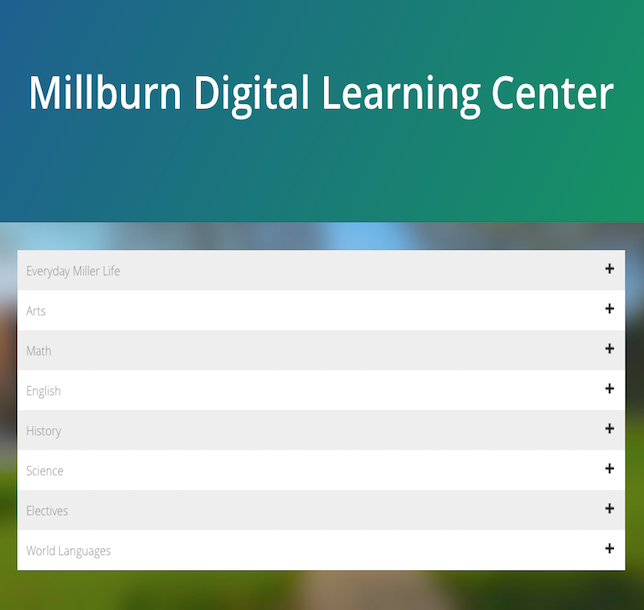 Millburn Digital Learning Center
Everyday Miller Life +
Arts +
Math +
English +
History +
Science +
Electives +
World Languages +